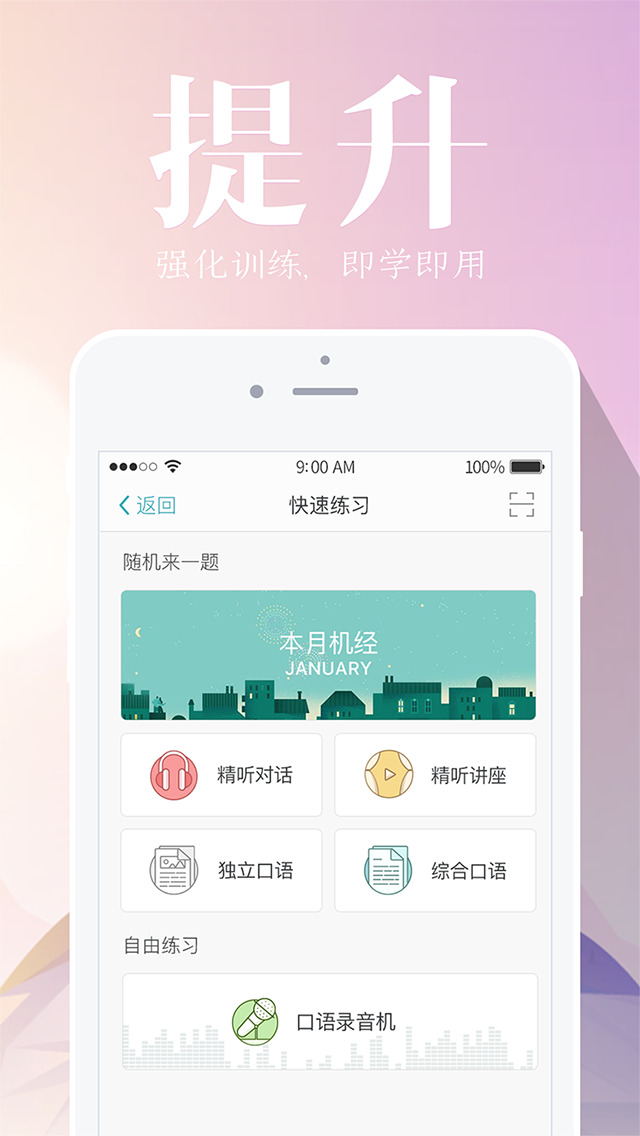 提升
强化训练，即学即用
9:00 AM
100%
返回
快速练习
随机来一题
本月机经
JANUARY
精听对话
精听讲座
独立口语
综合口语
自由练习
口语录音机